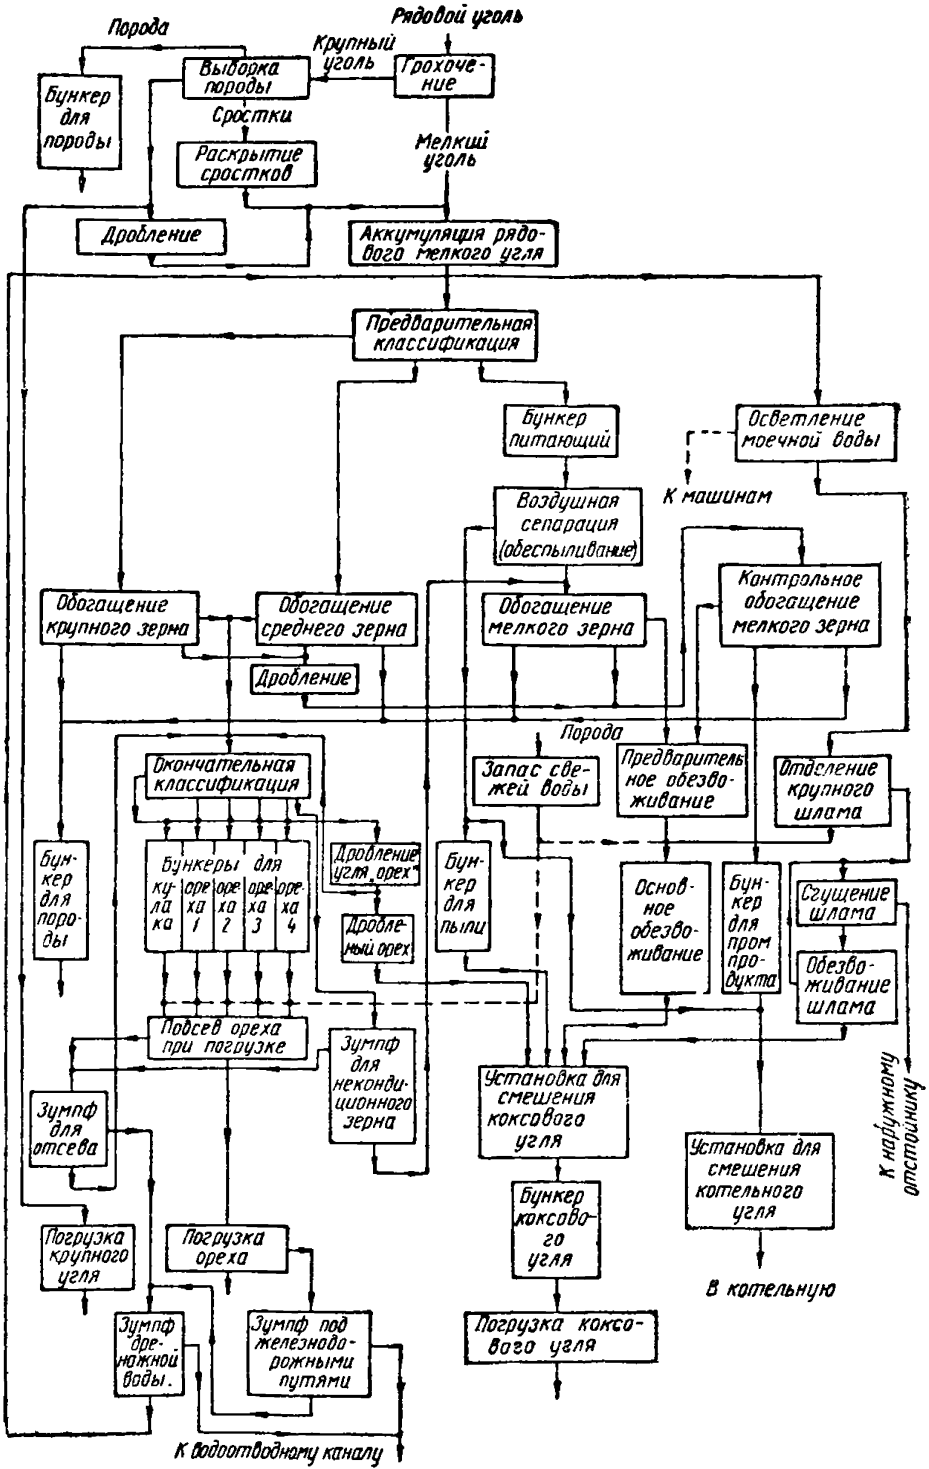 Рядовой уголь
Порода
Крупный
уголь
Грохоче-
ние
Выборка
породы
Бункер
для
породы
Сростки
Мелкий
уголь
Раскрытие
сростков
Дробление
Аккумуляция рядо-
вого мелкого угля
Предварительная
классификация
Бункер
питающий
Осветление
моечной воды
К машинам
Воздушная
сепарация
(обеспыливание)
Обогащение
крупного зерна
Обогащение
среднего зерна
Обогащение
мелкого зерна
Контрольное
обогащение
мелкого зерна
Дробление
Порода
Окончательная
классификация
Запас све-
жей воды
Предваритель
ное обезво-
живание
Отделение
крупного
шлама
Бун-
кер
для
поро-
ды
Бункеры для
ку-
ла-
ка
оре-
ха
1
оре-
ха
2
оре-
ха
3
оре-
ха
4
Дробление
угля „орех"
Дробле-
ный орех
Бун-
кер
для
пыли
Основ-
ное
обезво-
живание
Бун-
кер
для
пром
про-
дукта
Сгущение
шлама
Обезво-
живание
шлама
Подсев ореха
при погрузке
Зумпф
для
некондиц-
ционного
зерна
Зумпф
для
отсева
Установка для
смешения
коксового
угля
К наружному
отстойнику
Установка для
смешения
котельного
угля
Бункер
коксово-
го
угля
Погрузка
крупного
угля
Погрузка
ореха
В котельную
Зумпф
дре-
нажной
воды.
Зумпф под
железнодо-
рожными
путями
Погрузка коксо-
вого угля
К водоотводному каналу